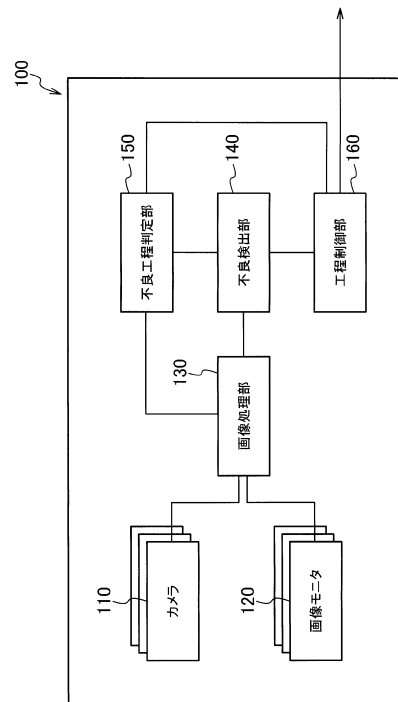 100
150
不良工程判定部
140
不良検出部
160
工程制御部
130
画像処理部
110
カメラ
120
画像モニタ